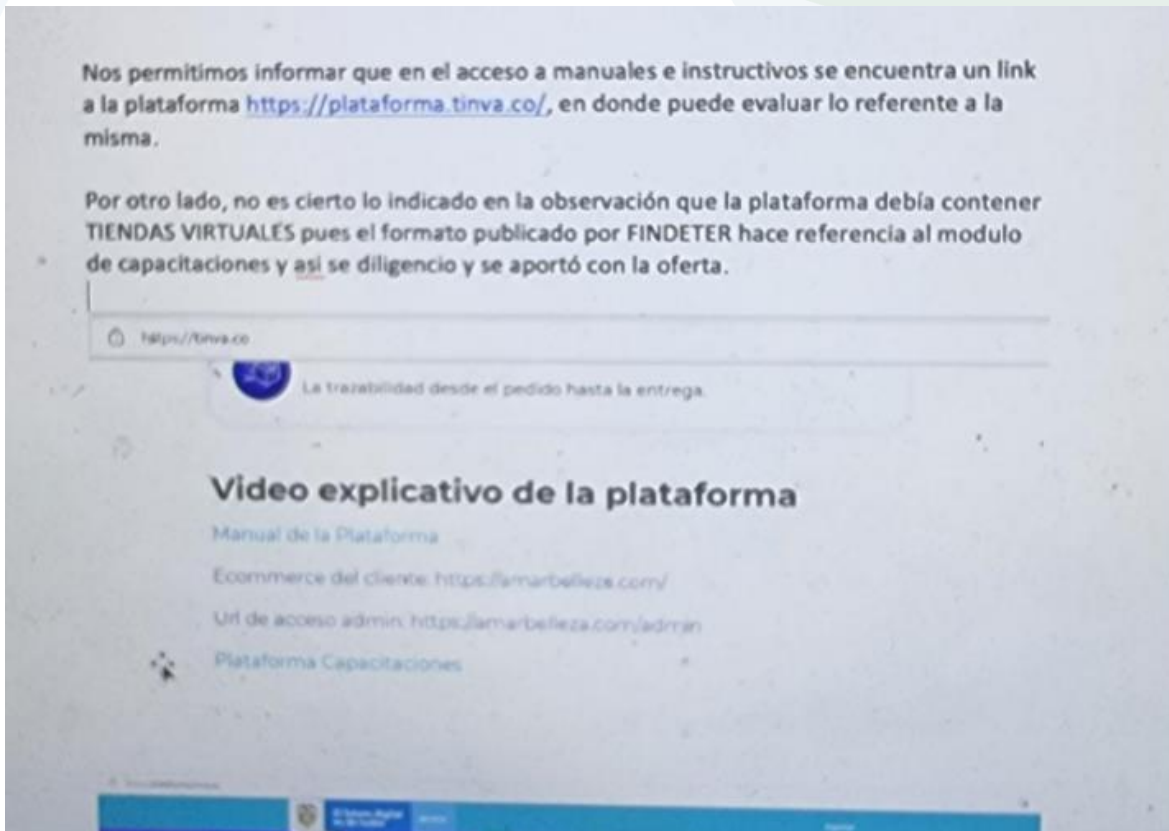 Nos permitimos informar que en el acceso a manuales e instructivos se encuentra un link
a la plataforma https://plataforma.tinva.co/, en donde puede evaluar lo referente a la
misma.
Por otro lado, no es cierto lo indicado en la observación que la plataforma debía contener
TIENDAS VIRTUALES pues el formato publicado por FINDETER hace referencia al modulo
de capacitaciones y asi se diligencio y se aportó con la oferta.
https://tinva.co
La trazabilidad desde el pedido hasta la entrega.
Video explicativo de la plataforma
Manual de la Plataforma
Ecommerce del cliente: https://amarbelleza.com/
Url de acceso admin: https://amarbelleza.com/admin
Plataforma Capacitaciones